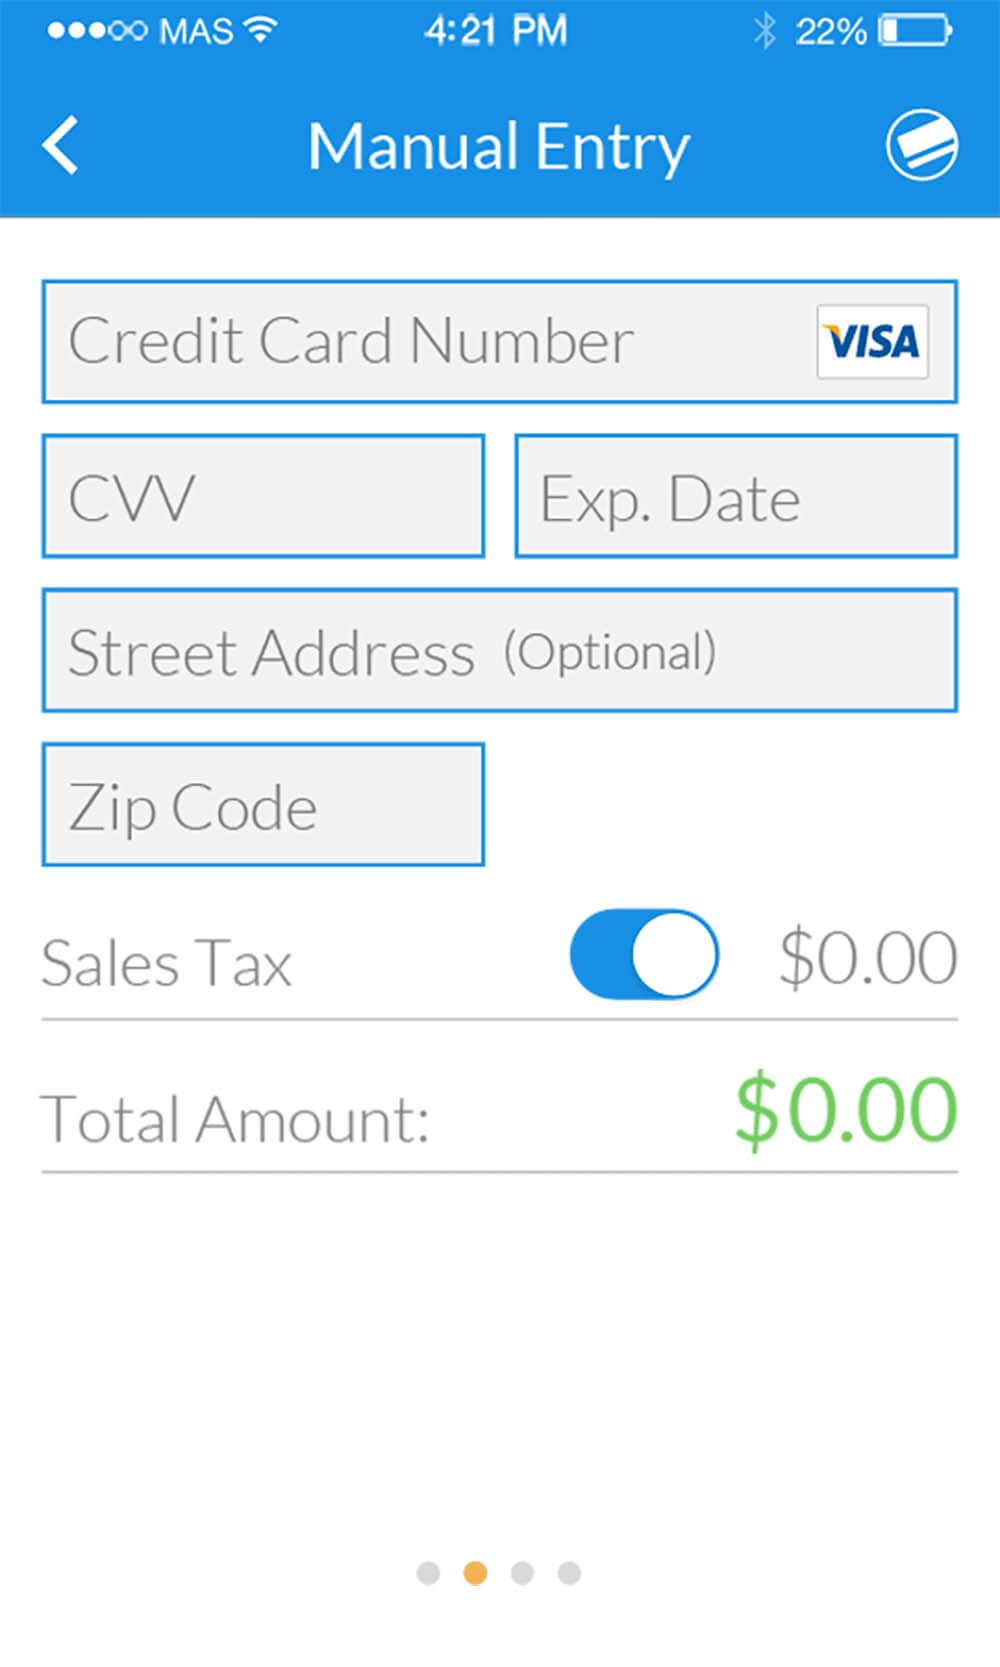 MAS 4:21 PM 22%
Manual Entry
Credit Card Number VISA
CVV Exp. Date
Street Address (Optional)
Zip Code
Sales Tax $0.00
Total Amount: $0.00